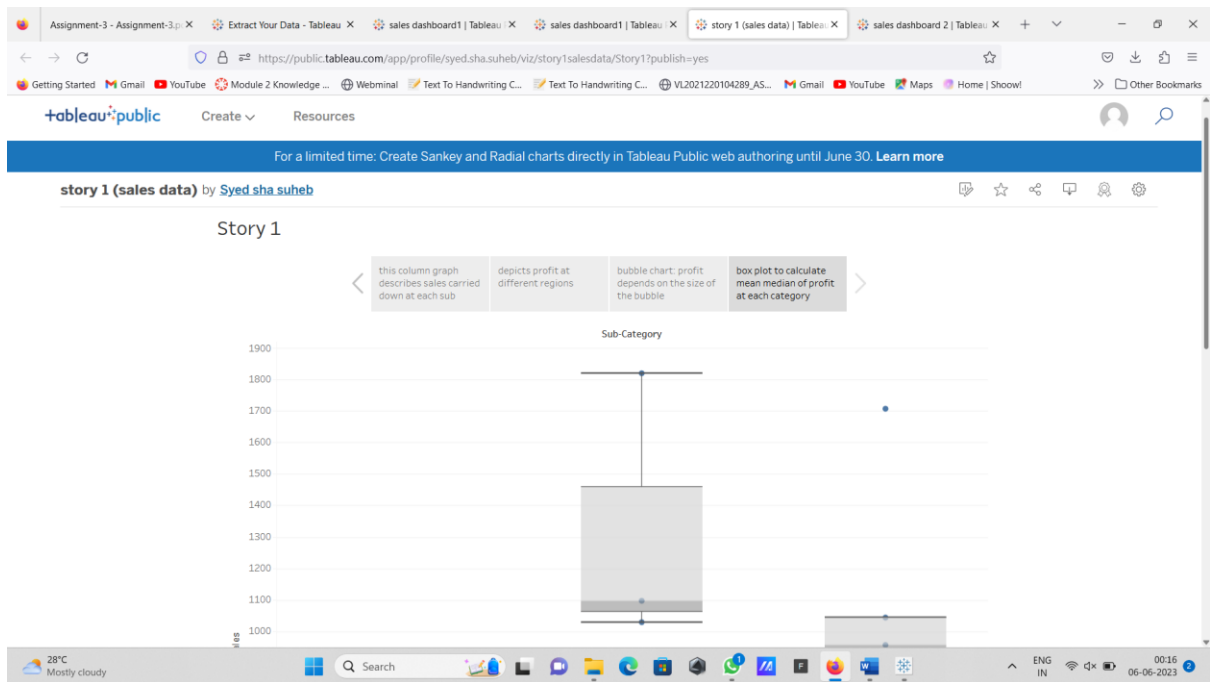 Assignment-3 - Assignment-3.p
Extract Your Data - Tableau
sales dashboard1 | Tableau
sales dashboard1 | Tableau
story 1 (sales data) | Tableau
sales dashboard 2 | Tableau
https://public.tableau.com/app/profile/syed.sha.suheb/viz/story1salesdata/Story1?publish=yes
Getting Started
Gmail
YouTube
Module 2 Knowledge ...
Webminal
Text To Handwriting C...
Text To Handwriting C...
VL2021220104289_AS...
Gmail
YouTube
Maps
Home | Shoow!
Other Bookmarks
+ableau public
Create
Resources
For a limited time: Create Sankey and Radial charts directly in Tableau Public web authoring until June 30. Learn more
story 1 (sales data) by Syed sha suheb
Story 1
this column graph
describes sales carried
down at each sub
depicts profit at
different regions
bubble chart: profit
depends on the size of
the bubble
box plot to calculate
mean median of profit
at each category
Sub-Category
1900
1800
1700
1600
1500
1400
1300
1200
1100
1000
28°C
Mostly cloudy
Search
ENG
IN
00:16
06-06-2023
2